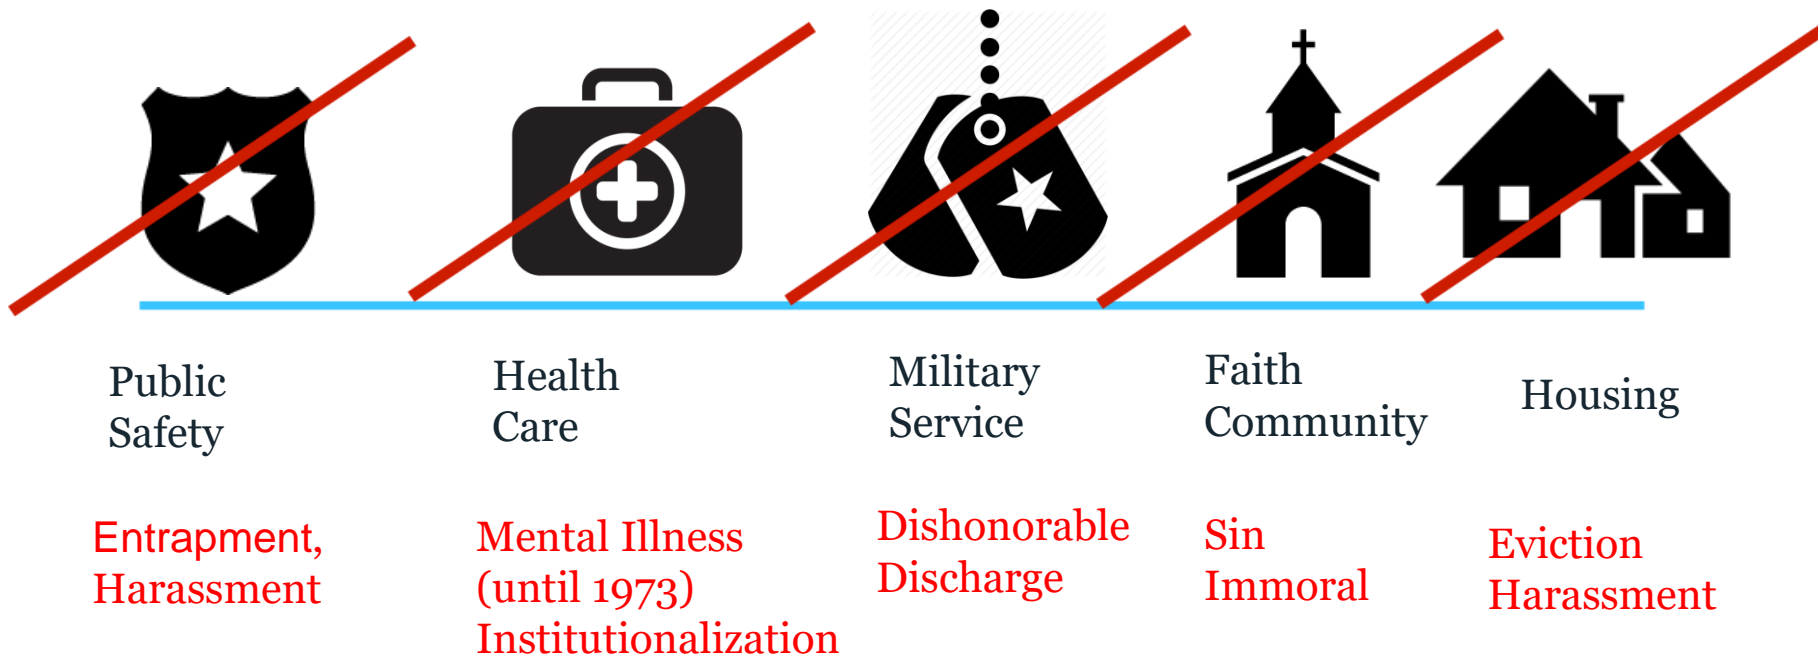 Public
Safety
Health
Care
Military
Service
Faith
Community
Housing
Entrapment,
Harassment
Mental Illness
(until 1973)
Institutionalization
Dishonorable
Discharge
Sin
Immoral
Eviction
Harassment